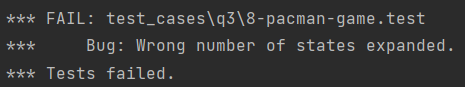 *** FAIL: test_cases\q3\8-pacman-game.test
***     Bug: Wrong number of states expanded.
*** Tests failed.